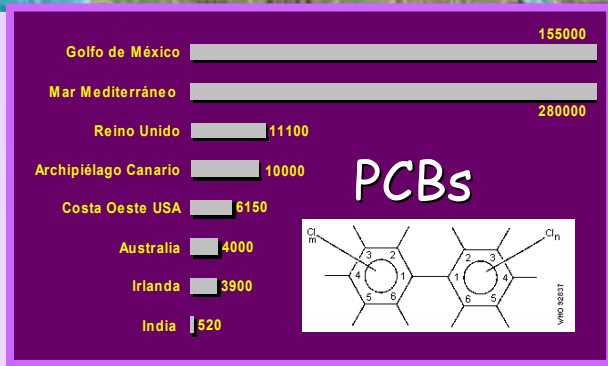 155000
Golfo de México
Mar Mediterráneo
280000
Reino Unido 11100
Archipiélago Canario 10000
PCBs
Costa Oeste USA 6150
Australia 4000
Irlanda 3900
India 520
Cl m Cl n
3 2 2 3
4 1 1 4
5 6 6 5
WHO 92837